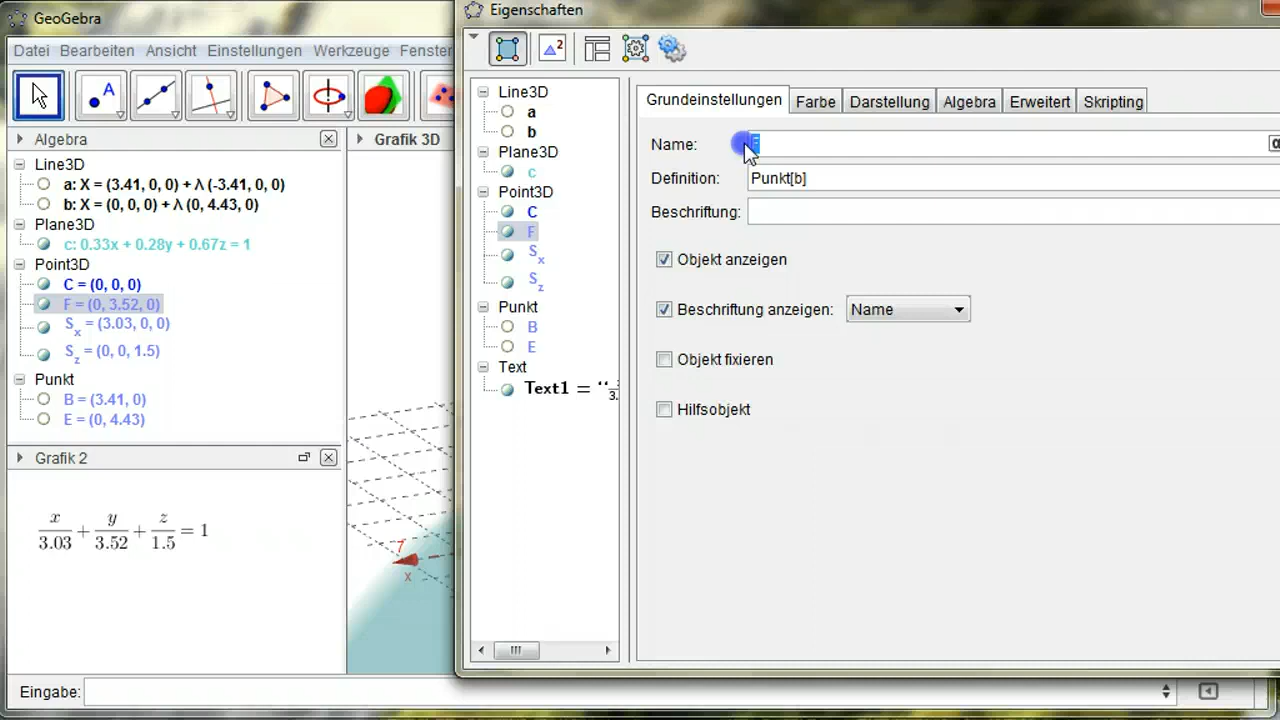 GeoGebra
Datei Bearbeiten Ansicht Einstellungen Werkzeuge Fenster
A
Algebra
Line3D
a: X = (3.41, 0, 0) + λ (-3.41, 0, 0)
b: X = (0, 0, 0) + λ (0, 4.43, 0)
Plane3D
c: 0.33x + 0.28y + 0.67z = 1
Point3D
C = (0, 0, 0)
F = (0, 3.52, 0)
Sx = (3.03, 0, 0)
Sz = (0, 0, 1.5)
Punkt
B = (3.41, 0)
E = (0, 4.43)
Grafik 2
x/3.03 + y/3.52 + z/1.5 = 1
Grafik 3D
7
x
Eingabe:
Eigenschaften
2
Line3D
a
b
Plane3D
c
Point3D
C
F
Sx
Sz
Punkt
B
E
Text
Text1 = “
3.
Grundeinstellungen Farbe Darstellung Algebra Erweitert Scripting
Name: F
α
Definition: Punkt[b]
Beschriftung:
Objekt anzeigen
Beschriftung anzeigen: Name
Objekt fixieren
Hilfsobjekt